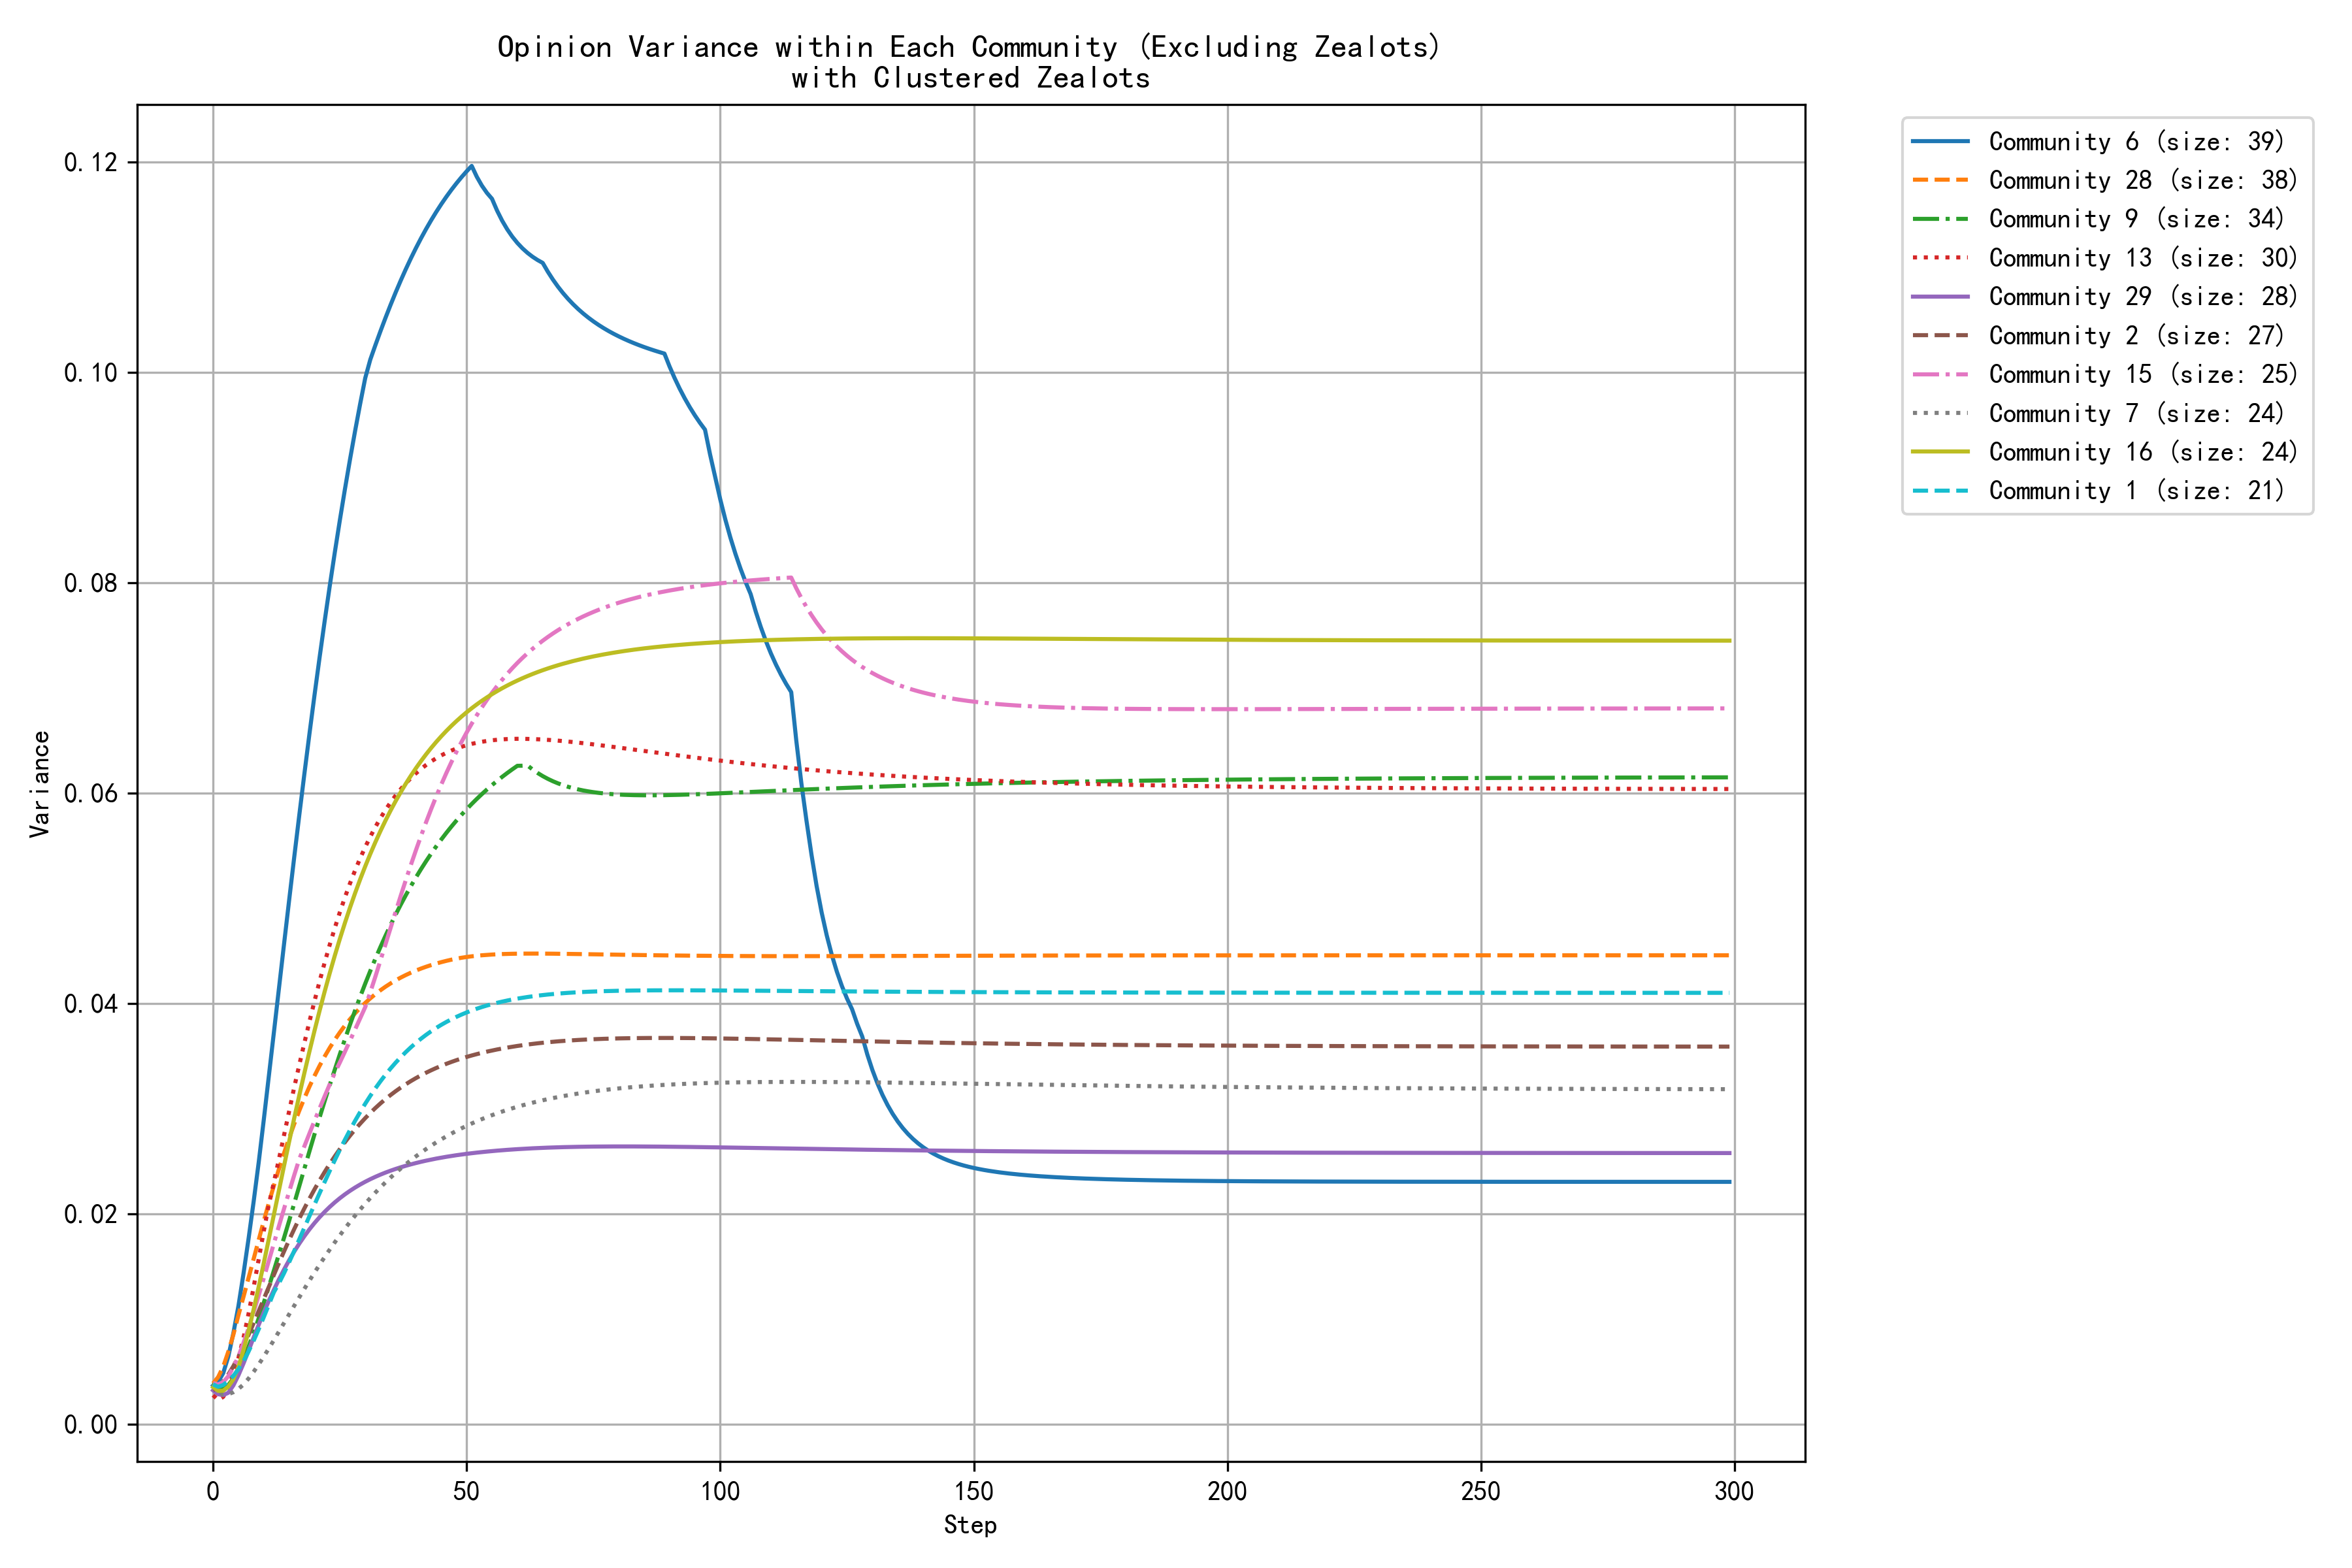 Opinion Variance within Each Community (Excluding Zealots)
with Clustered Zealots
Variance
0.12
0.10
0.08
0.06
0.04
0.02
0.00
0
50
100
150
200
250
300
Step
Community 6 (size: 39)
Community 28 (size: 38)
Community 9 (size: 34)
Community 13 (size: 30)
Community 29 (size: 28)
Community 2 (size: 27)
Community 15 (size: 25)
Community 7 (size: 24)
Community 16 (size: 24)
Community 1 (size: 21)